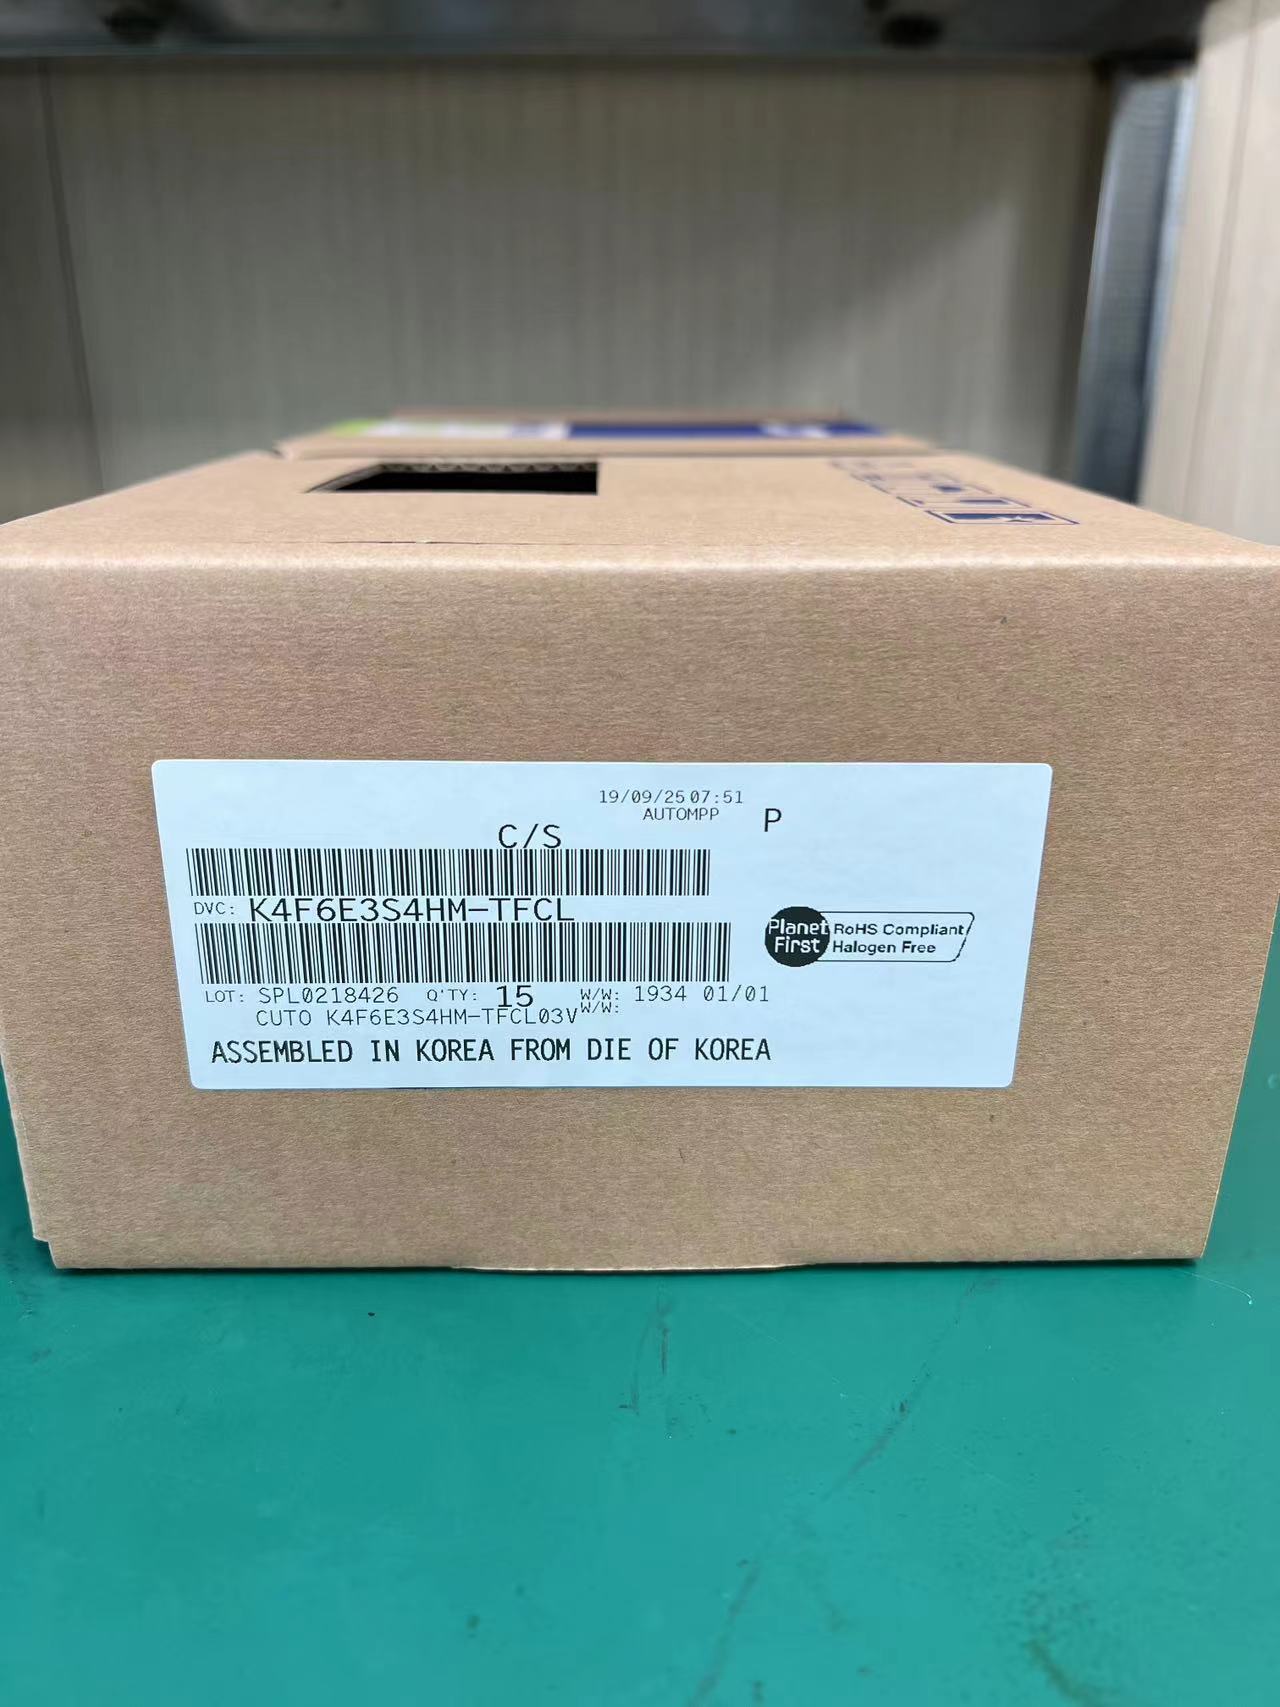 19/09/25 07:51
AUTOMPP
P
C/S
DVC: K4F6E3S4HM-TFCL
Planet First
RoHS Compliant/
Halogen Free
LOT: SPL0218426 Q'TY: 15 W/W: 1934 01/01
CUTO K4F6E3S4HM-TFCL03V W/W:
ASSEMBLED IN KOREA FROM DIE OF KOREA